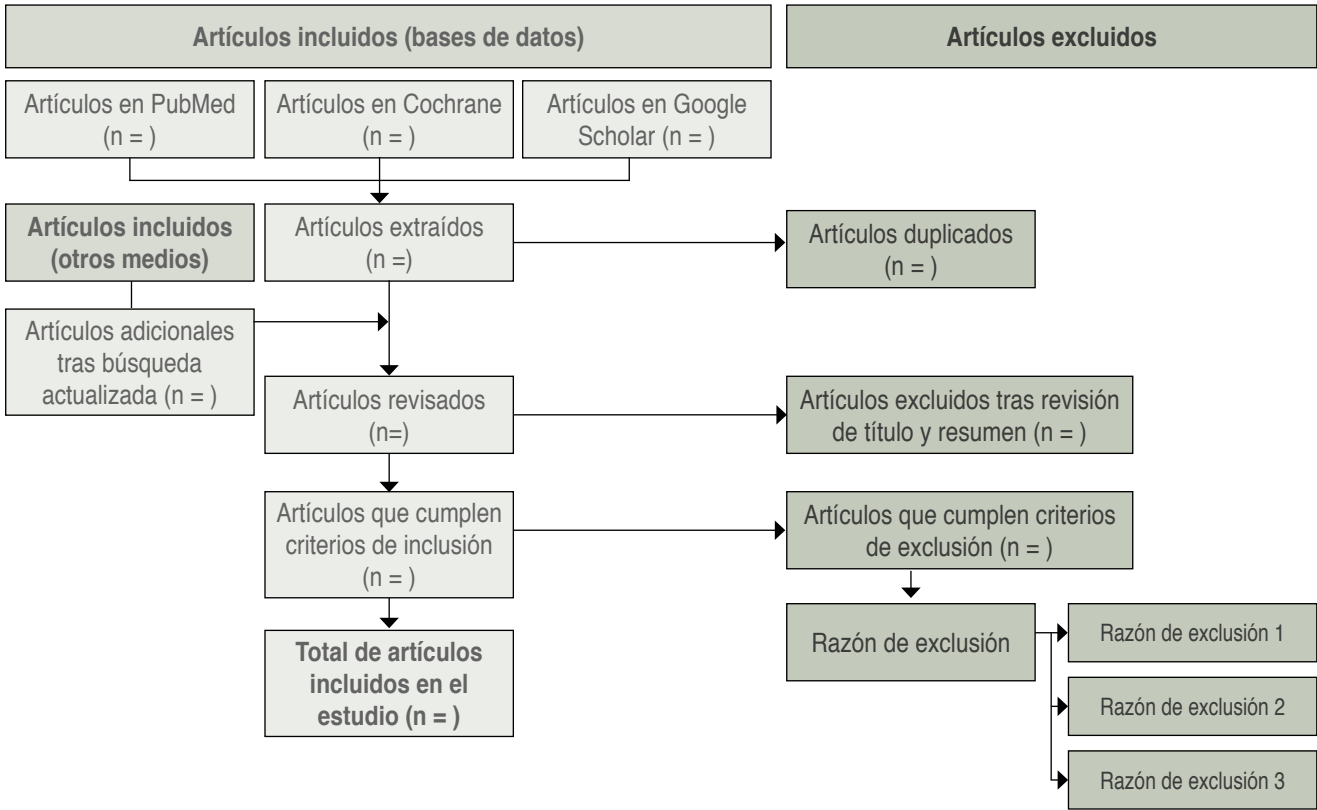 Artículos incluidos (bases de datos)
Artículos excluidos
Artículos en PubMed
(n = )
Artículos en Cochrane
(n = )
Artículos en Google
Scholar (n = )
Artículos incluidos
(otros medios)
Artículos extraídos
(n =)
Artículos duplicados
(n = )
Artículos adicionales
tras búsqueda
actualizada (n = )
Artículos revisados
(n=)
Artículos excluidos tras revisión
de título y resumen (n = )
Artículos que cumplen
criterios de inclusión
(n = )
Artículos que cumplen criterios
de exclusión (n = )
Total de artículos
incluidos en el
estudio (n = )
Razón de exclusión
Razón de exclusión 1
Razón de exclusión 2
Razón de exclusión 3